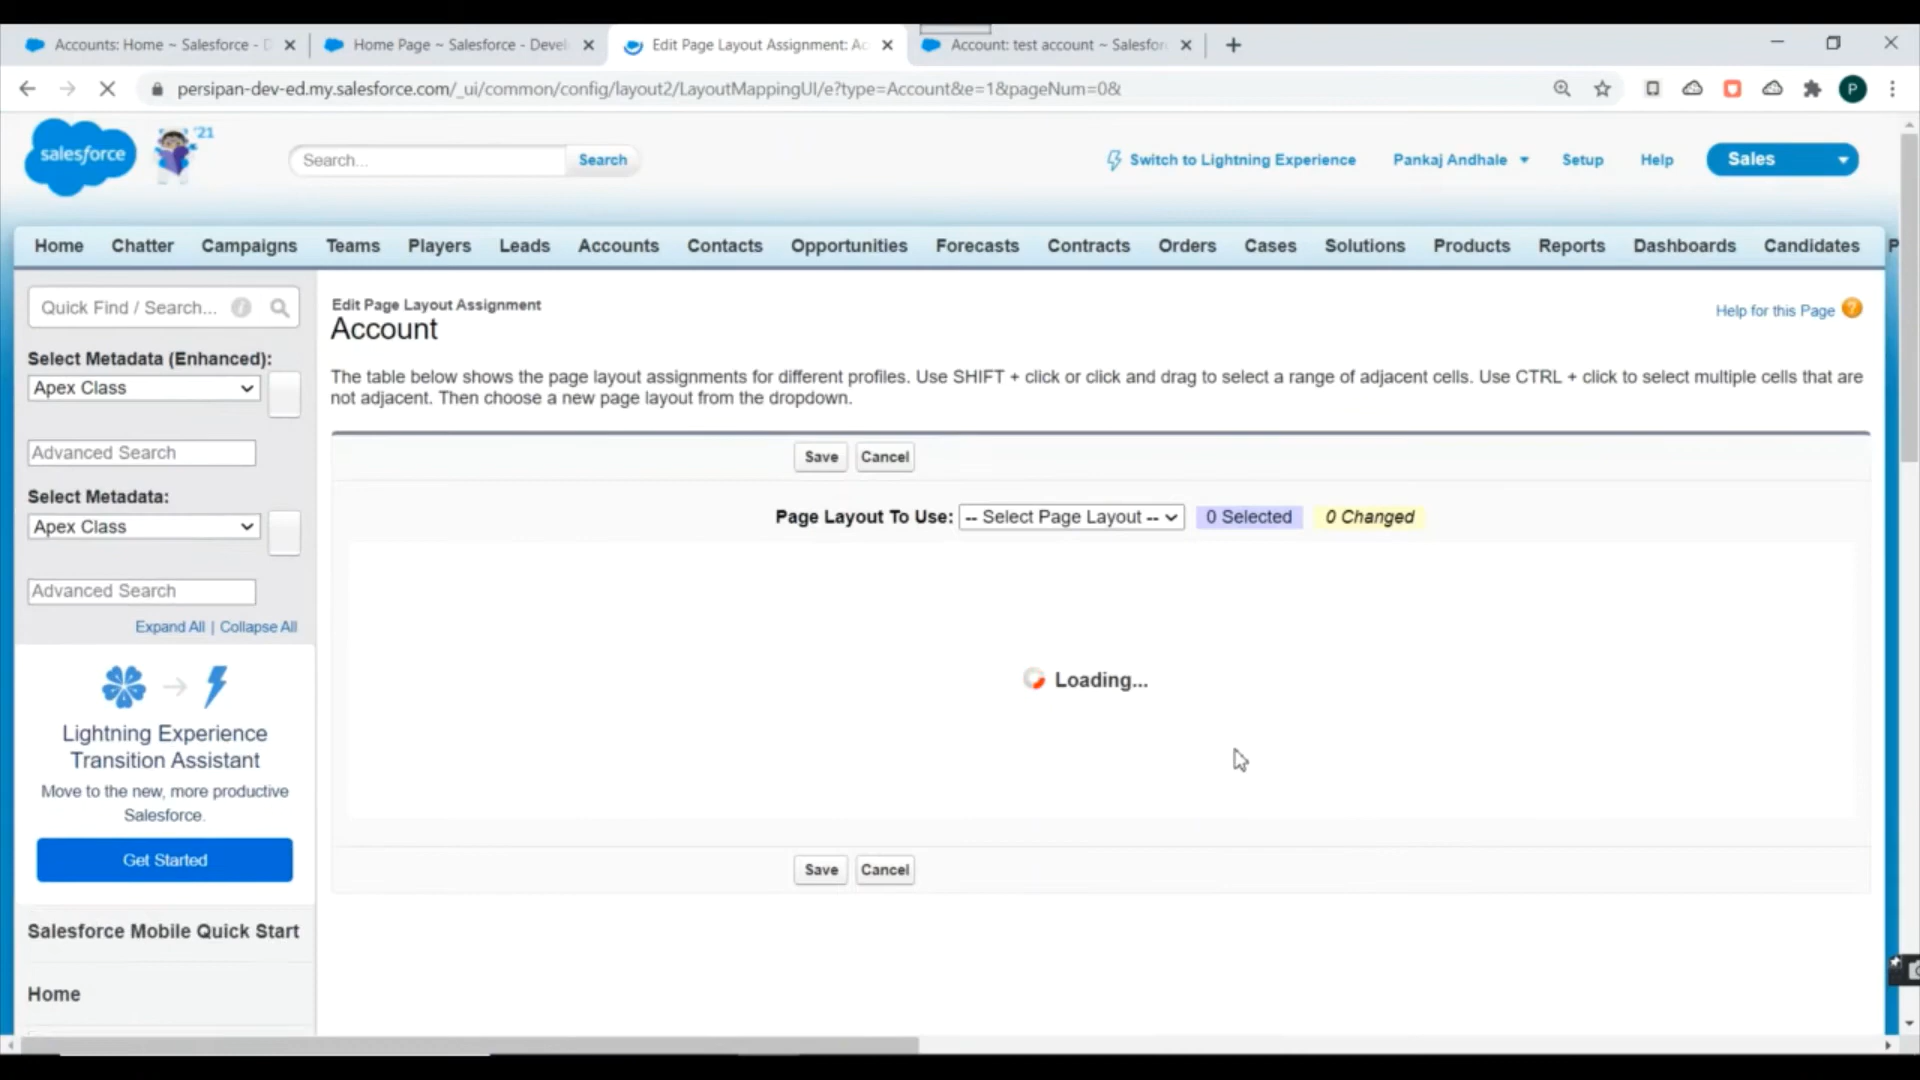 Accounts: Home ~ Salesforce - D
Home Page ~ Salesforce - Devel
Edit Page Layout Assignment: Ac
Account: test account ~ Salesfor
persipan-dev-ed.my.salesforce.com/_ui/common/config/layout2/LayoutMappingUI/e?type=Account&e=1&pageNum=0&
P
salesforce
'21
Search...
Search
Switch to Lightning Experience
Pankaj Andhale
Setup
Help
Sales
Home
Chatter
Campaigns
Teams
Players
Leads
Accounts
Contacts
Opportunities
Forecasts
Contracts
Orders
Cases
Solutions
Products
Reports
Dashboards
Candidates
P
Quick Find / Search...
Select Metadata (Enhanced):
Apex Class
Advanced Search
Select Metadata:
Apex Class
Advanced Search
Expand All | Collapse All
Lightning Experience
Transition Assistant
Move to the new, more productive
Salesforce.
Get Started
Salesforce Mobile Quick Start
Home
Edit Page Layout Assignment
Account
Help for this Page ?
The table below shows the page layout assignments for different profiles. Use SHIFT + click or click and drag to select a range of adjacent cells. Use CTRL + click to select multiple cells that are
not adjacent. Then choose a new page layout from the dropdown.
Save
Cancel
Page Layout To Use:
-- Select Page Layout --
0 Selected
0 Changed
Loading...
Save
Cancel